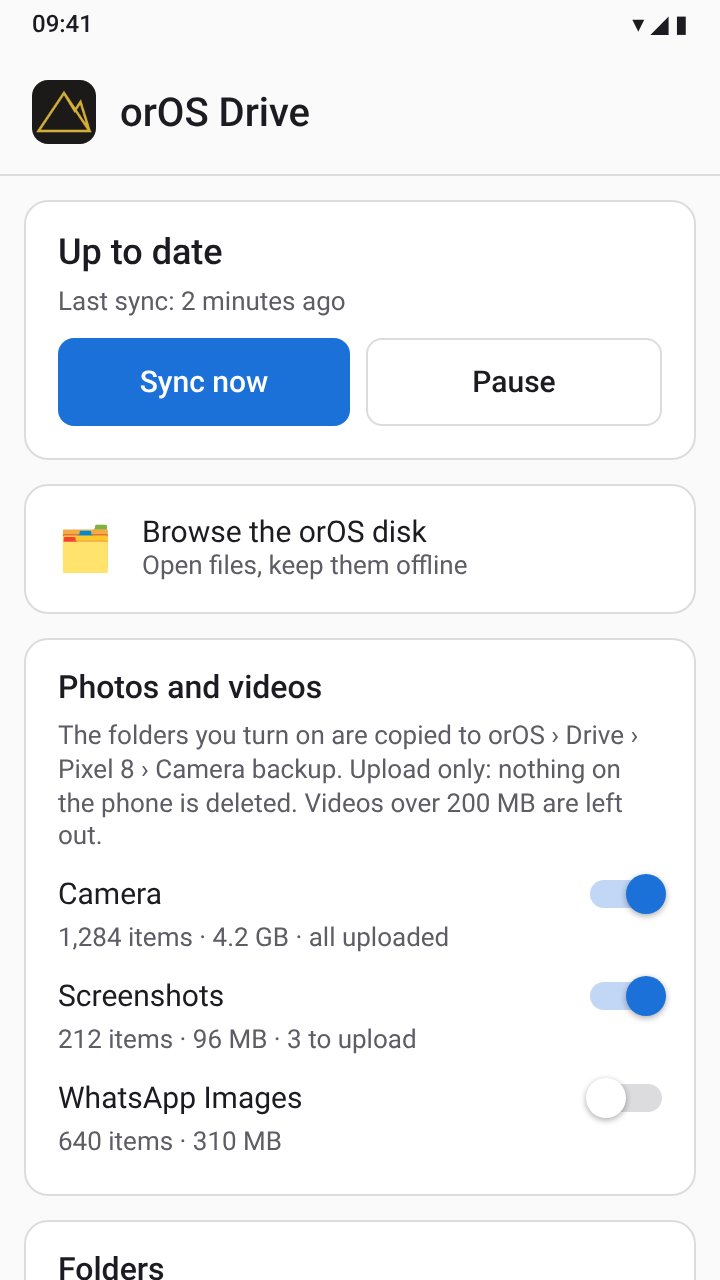 09:41
orOS Drive
Up to date
Last sync: 2 minutes ago
Sync now
Pause
Browse the orOS disk
Open files, keep them offline
Photos and videos
The folders you turn on are copied to orOS › Drive ›
Pixel 8 › Camera backup. Upload only: nothing on
the phone is deleted. Videos over 200 MB are left
out.
Camera
1,284 items · 4.2 GB · all uploaded
Screenshots
212 items · 96 MB · 3 to upload
WhatsApp Images
640 items · 310 MB
Folders